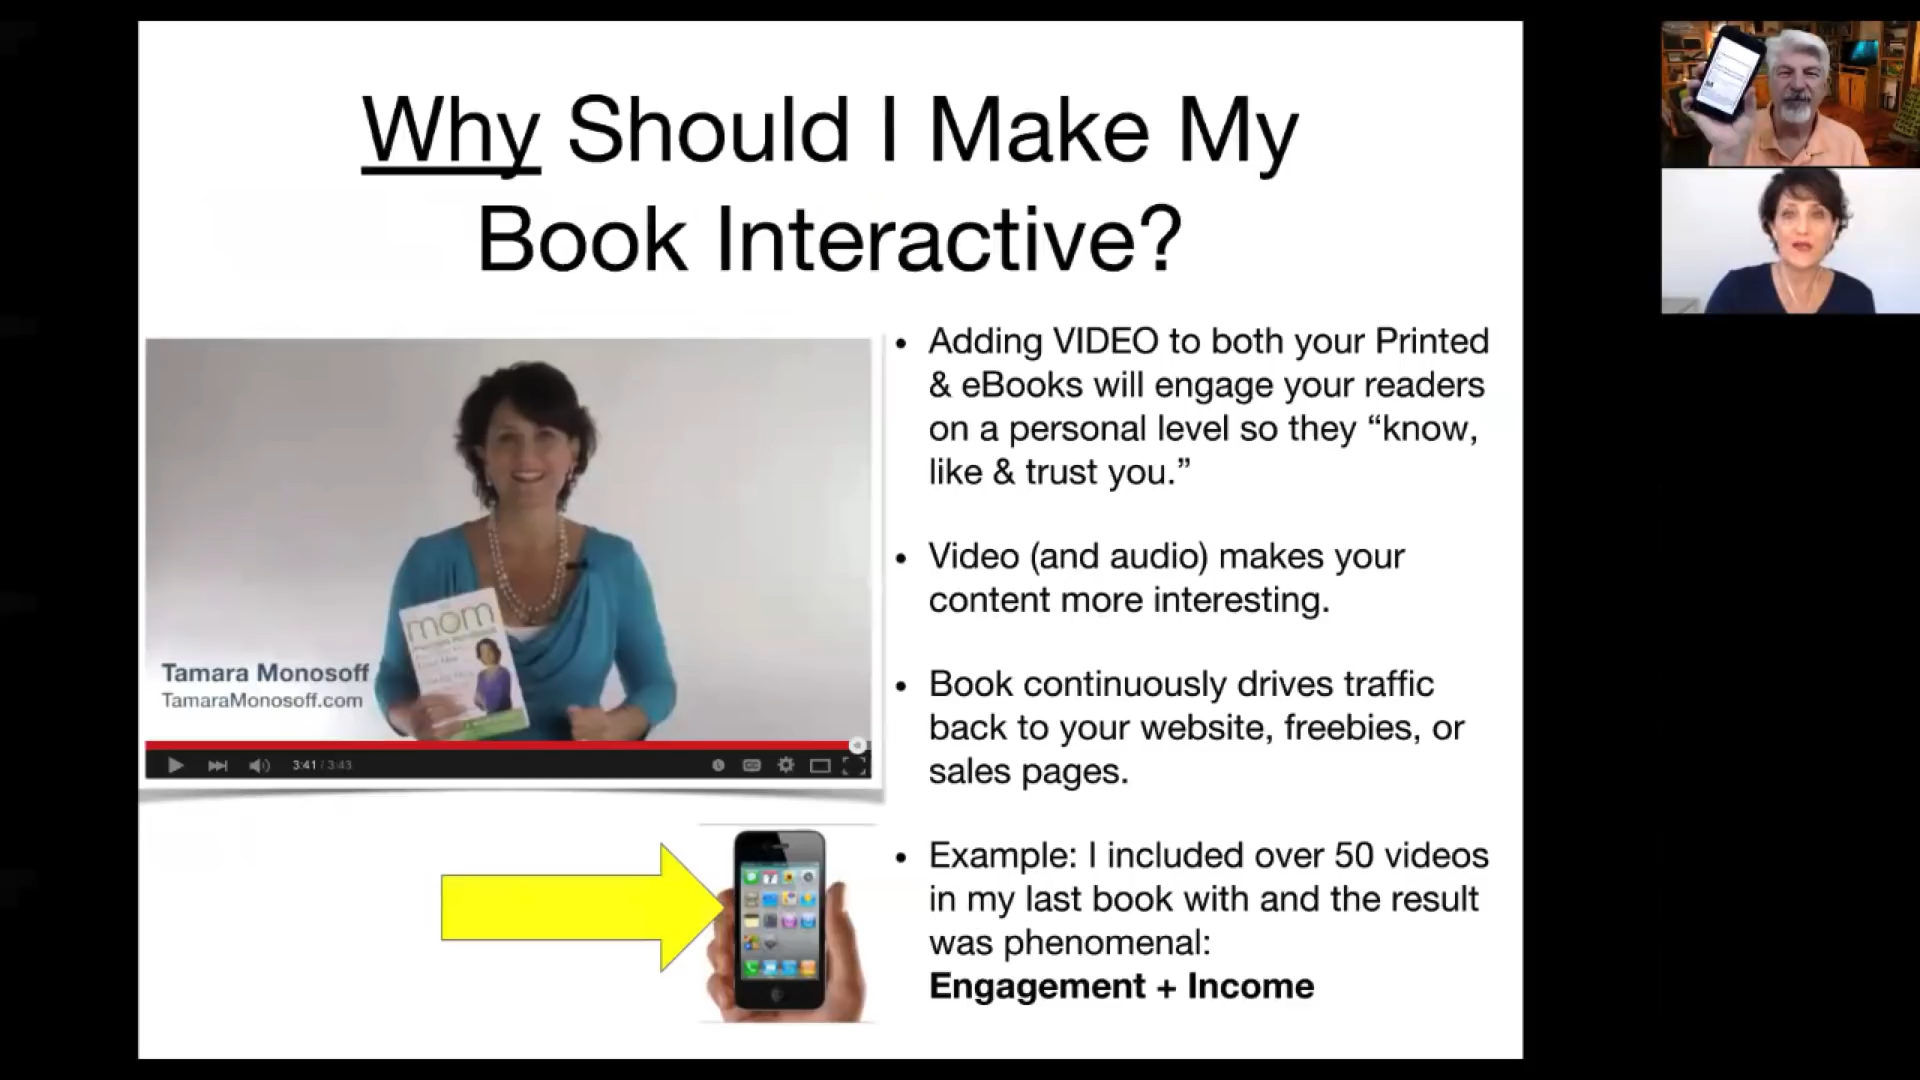 Why Should I Make My
Book Interactive?
Adding VIDEO to both your Printed
& eBooks will engage your readers
on a personal level so they “know,
like & trust you.”
Video (and audio) makes your
content more interesting.
Book continuously drives traffic
back to your website, freebies, or
sales pages.
Example: I included over 50 videos
in my last book with and the result
was phenomenal:
Engagement + Income
mom
Tamara Monosoff
TamaraMonosoff.com
3:41 / 3:43